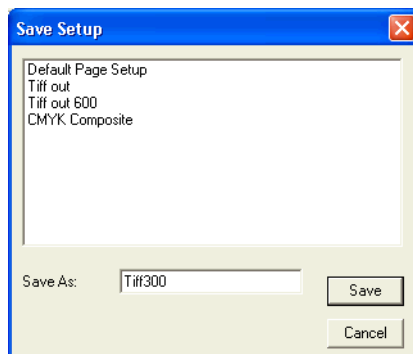 Save Setup
Default Page Setup
Tiff out
Tiff out 600
CMYK Composite
Save As:
Tiff300
Save
Cancel